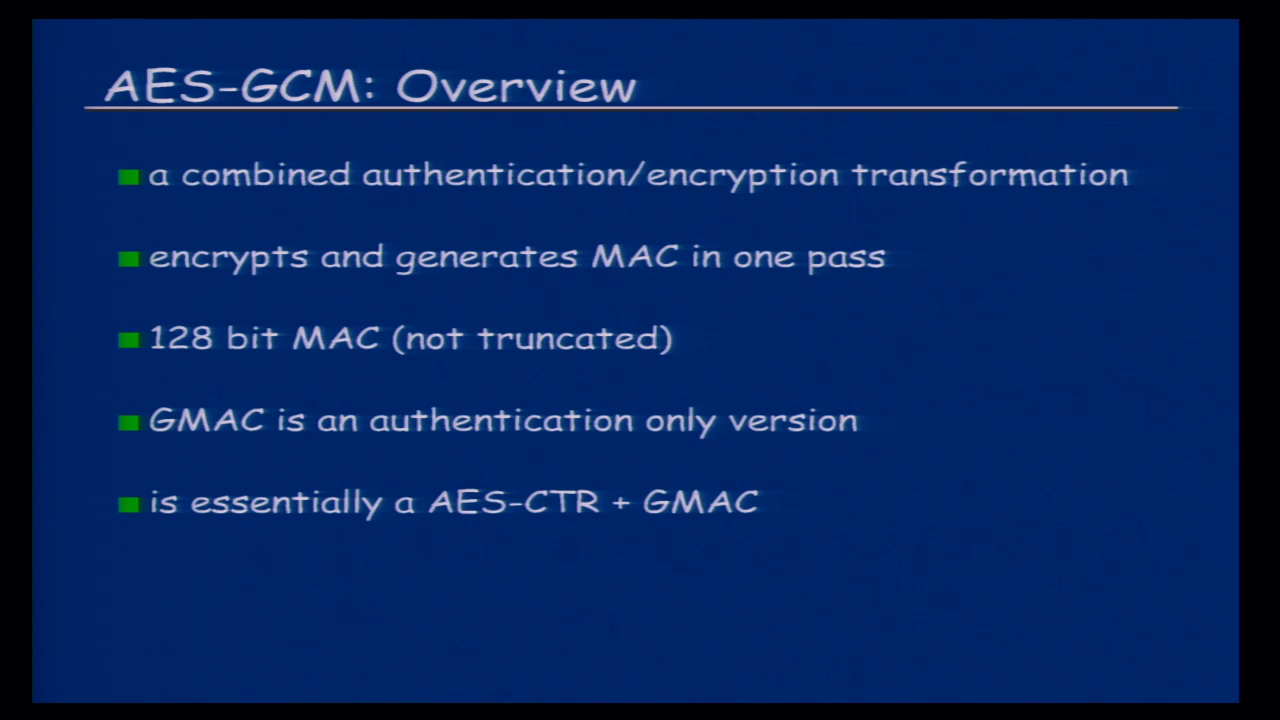 AES-GCM: Overview
a combined authentication/encryption transformation
encrypts and generates MAC in one pass
128 bit MAC (not truncated)
GMAC is an authentication only version
is essentially a AES-CTR + GMAC